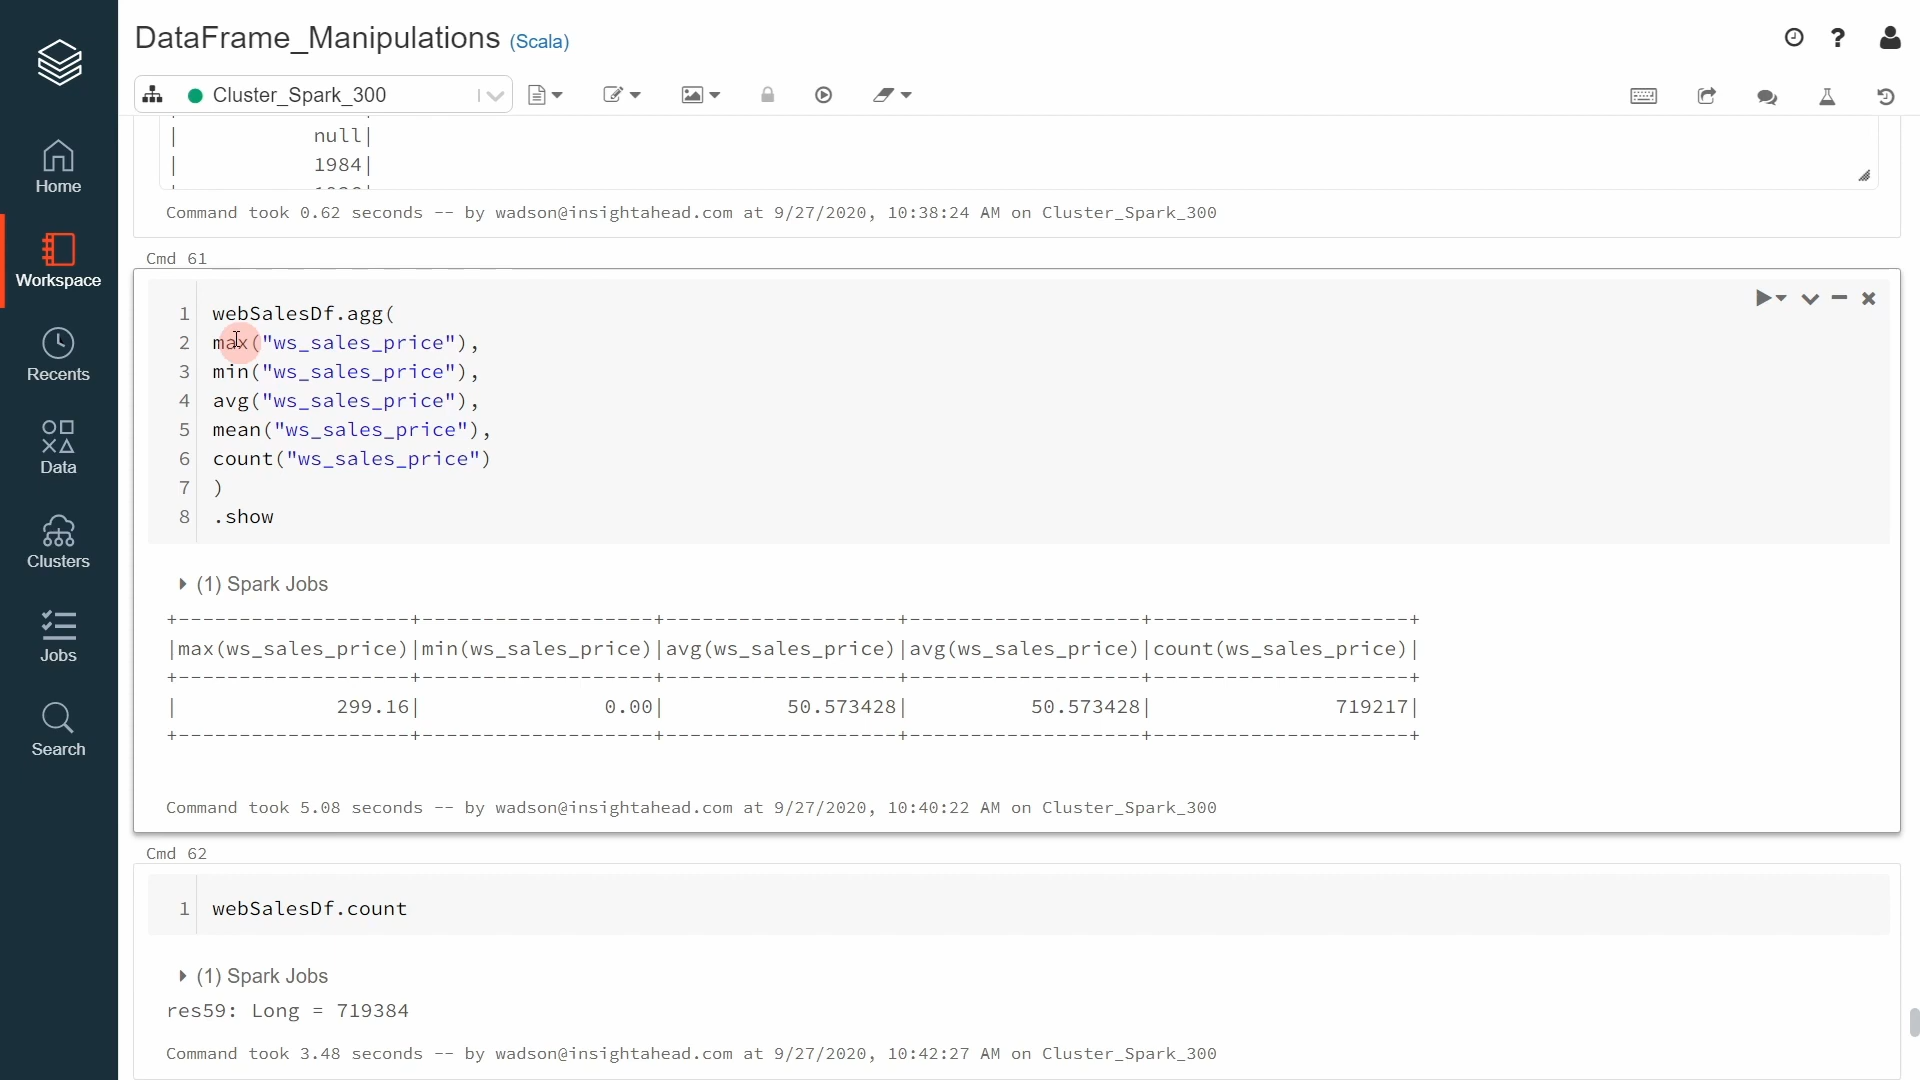 DataFrame_Manipulations (Scala)
Cluster_Spark_300
| null|
| 1984|
Command took 0.62 seconds -- by wadson@insightahead.com at 9/27/2020, 10:38:24 AM on Cluster_Spark_300
Home
Workspace
Recents
Data
Clusters
Jobs
Search
Cmd 61
1 webSalesDf.agg(
2 max("ws_sales_price"),
3 min("ws_sales_price"),
4 avg("ws_sales_price"),
5 mean("ws_sales_price"),
6 count("ws_sales_price")
7 )
8 .show
(1) Spark Jobs
+-------------------+-------------------+-------------------+-------------------+---------------------+
|max(ws_sales_price)|min(ws_sales_price)|avg(ws_sales_price)|avg(ws_sales_price)|count(ws_sales_price)|
+-------------------+-------------------+-------------------+-------------------+---------------------+
| 299.16| 0.00| 50.573428| 50.573428| 719217|
+-------------------+-------------------+-------------------+-------------------+---------------------+
Command took 5.08 seconds -- by wadson@insightahead.com at 9/27/2020, 10:40:22 AM on Cluster_Spark_300
Cmd 62
1 webSalesDf.count
(1) Spark Jobs
res59: Long = 719384
Command took 3.48 seconds -- by wadson@insightahead.com at 9/27/2020, 10:42:27 AM on Cluster_Spark_300